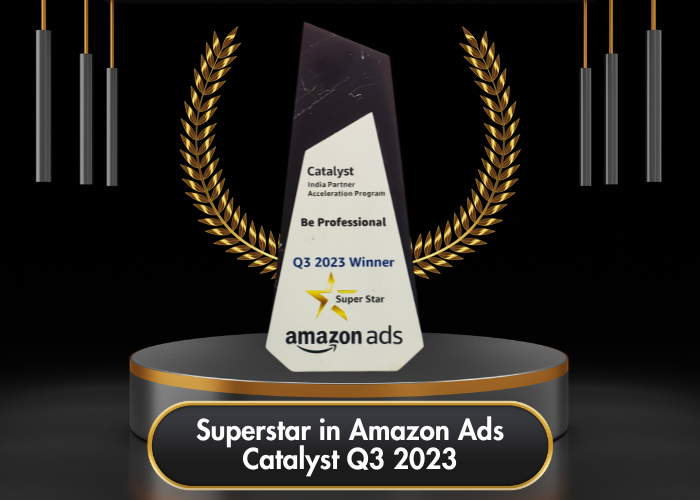 Catalyst
India Partner
Acceleration Program
Be Professional
Q3 2023 Winner
Super Star
amazon ads
Superstar in Amazon Ads
Catalyst Q3 2023